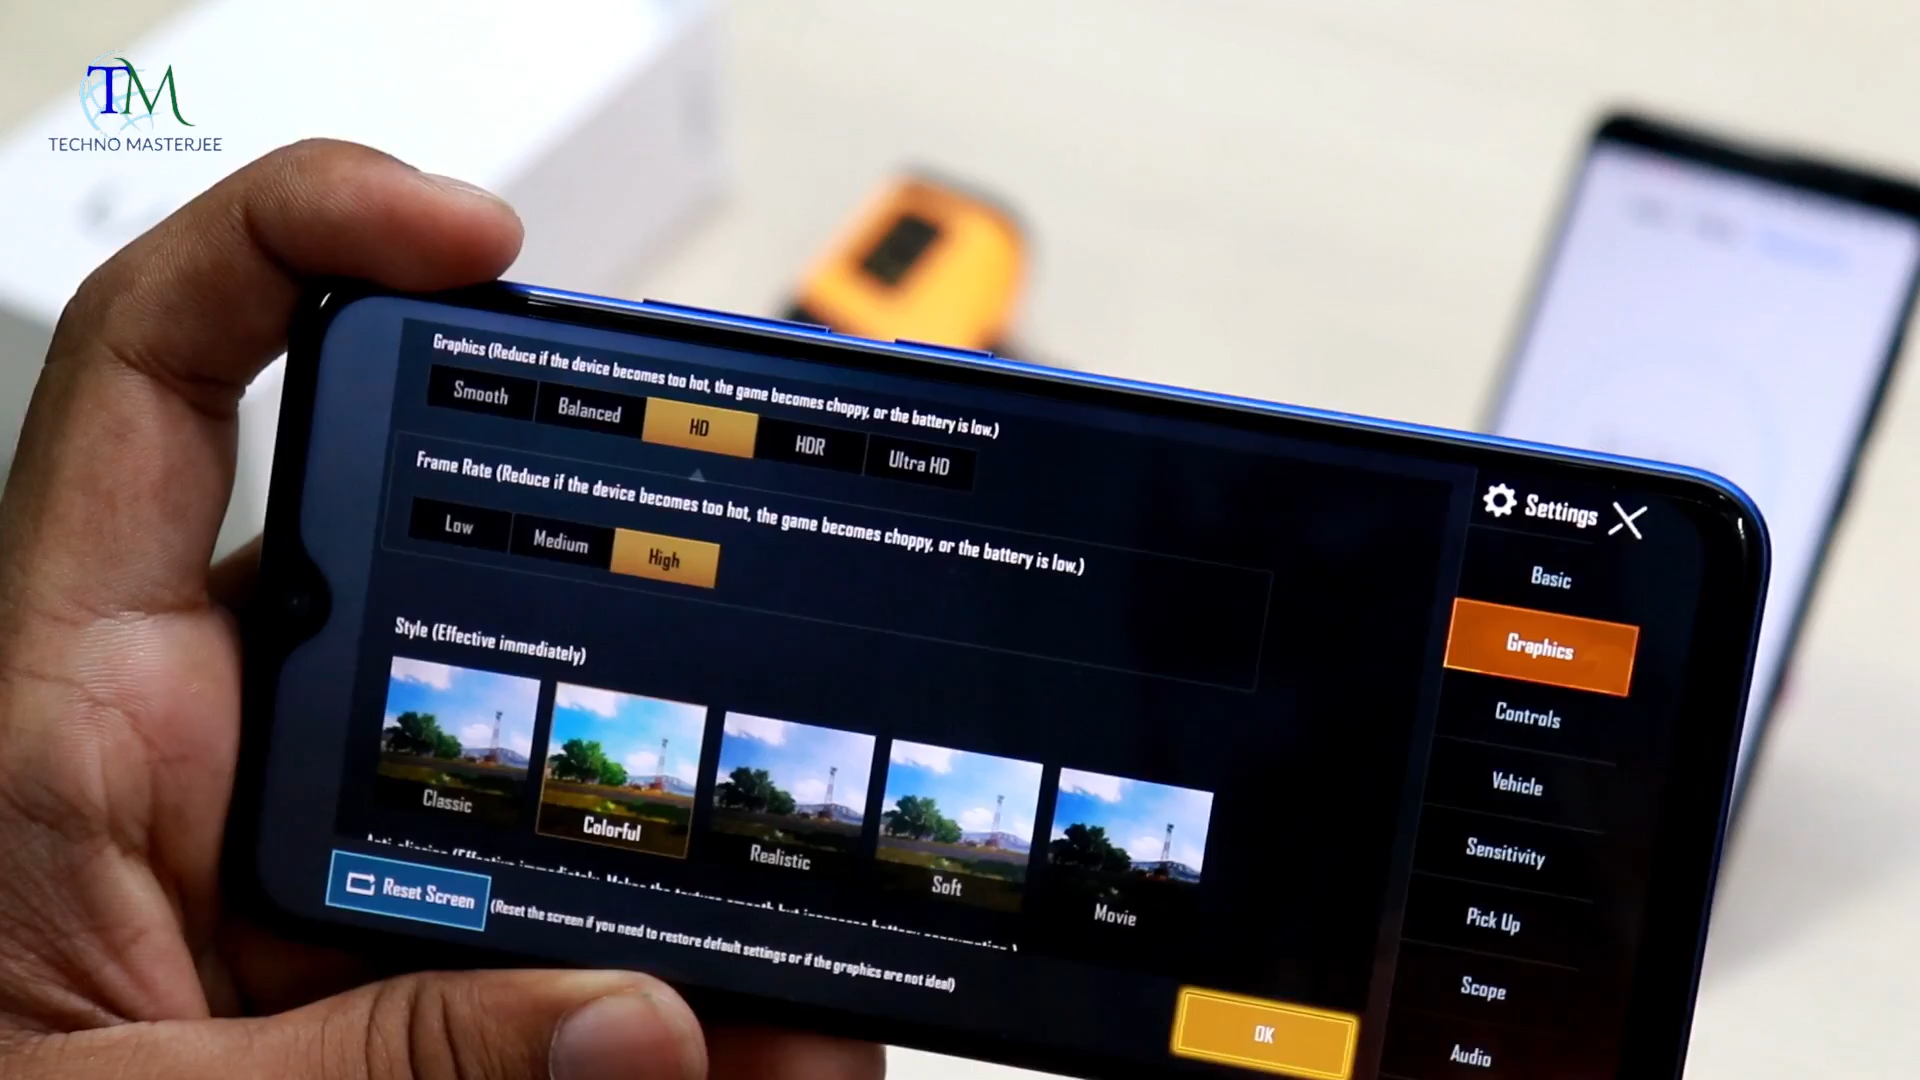 TM
TECHNO MASTERJEE
Graphics (Reduce if the device becomes too hot, the game becomes choppy, or the battery is low.)
Smooth
Balanced
HD
HDR
Ultra HD
Frame Rate (Reduce if the device becomes too hot, the game becomes choppy, or the battery is low.)
Low
Medium
High
Style (Effective immediately)
Classic
Colorful
Realistic
Soft
Movie
Reset Screen
(Reset the screen if you need to restore default settings or if the graphics are not ideal)
OK
Settings
Basic
Graphics
Controls
Vehicle
Sensitivity
Pick Up
Scope
Audio